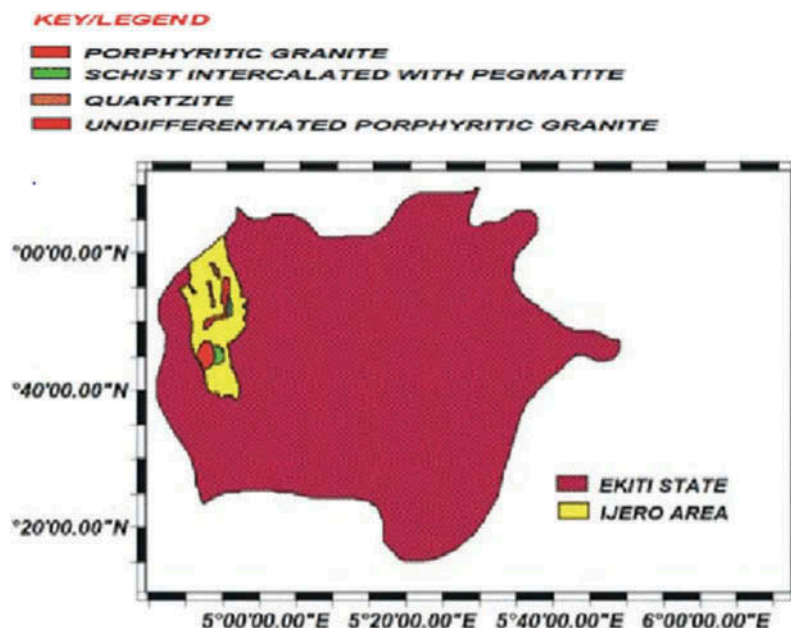 KEY/LEGEND
PORPHYRITIC GRANITE
SCHIST INTERCALATED WITH PEGMATITE
QUARTZITE
UNDIFFERENTIATED PORPHYRITIC GRANITE
°00'00.00"N
°40'00.00"N
°20'00.00"N
EKITI STATE
IJERO AREA
5°00'00.00"E 5°20'00.00"E 5°40'00.00"E 6°00'00.00"E